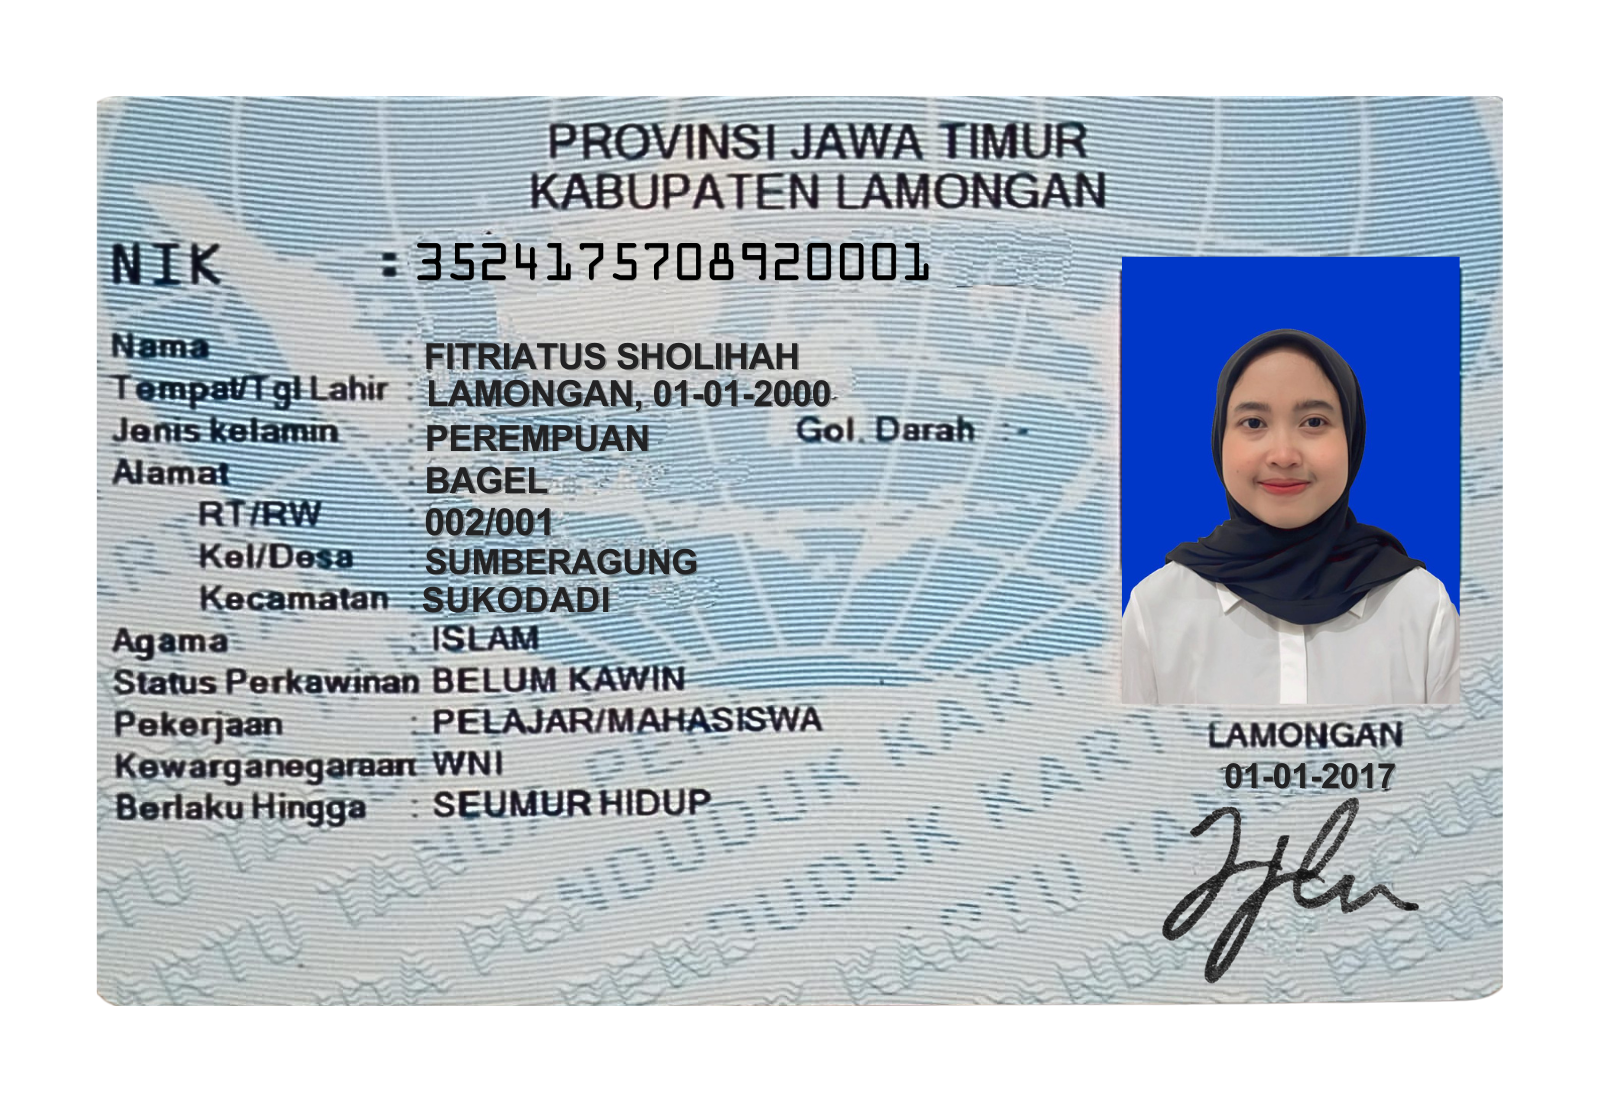 PROVINSI JAWA TIMUR
KABUPATEN LAMONGAN
NIK : 3524175708920001
Nama : FITRIATUS SHOLIHAH
Tempat/Tgl Lahir : LAMONGAN, 01-01-2000
Jenis kelamin : PEREMPUAN Gol. Darah : -
Alamat : BAGEL
RT/RW : 002/001
Kel/Desa : SUMBERAGUNG
Kecamatan : SUKODADI
Agama : ISLAM
Status Perkawinan BELUM KAWIN
Pekerjaan : PELAJAR/MAHASISWA
Kewarganegaraan WNI
Berlaku Hingga : SEUMUR HIDUP
LAMONGAN
01-01-2017